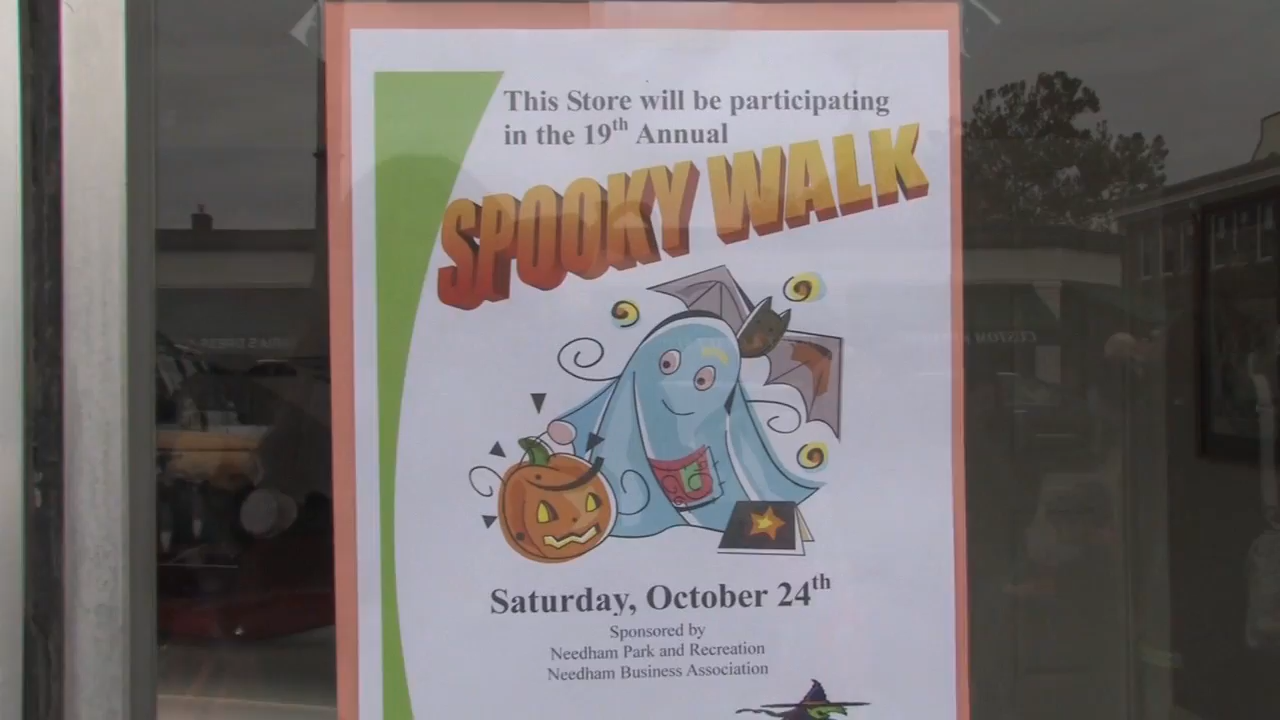 This Store will be participating
in the 19th Annual
SPOOKY WALK
Saturday, October 24th
Sponsored by
Needham Park and Recreation
Needham Business Association